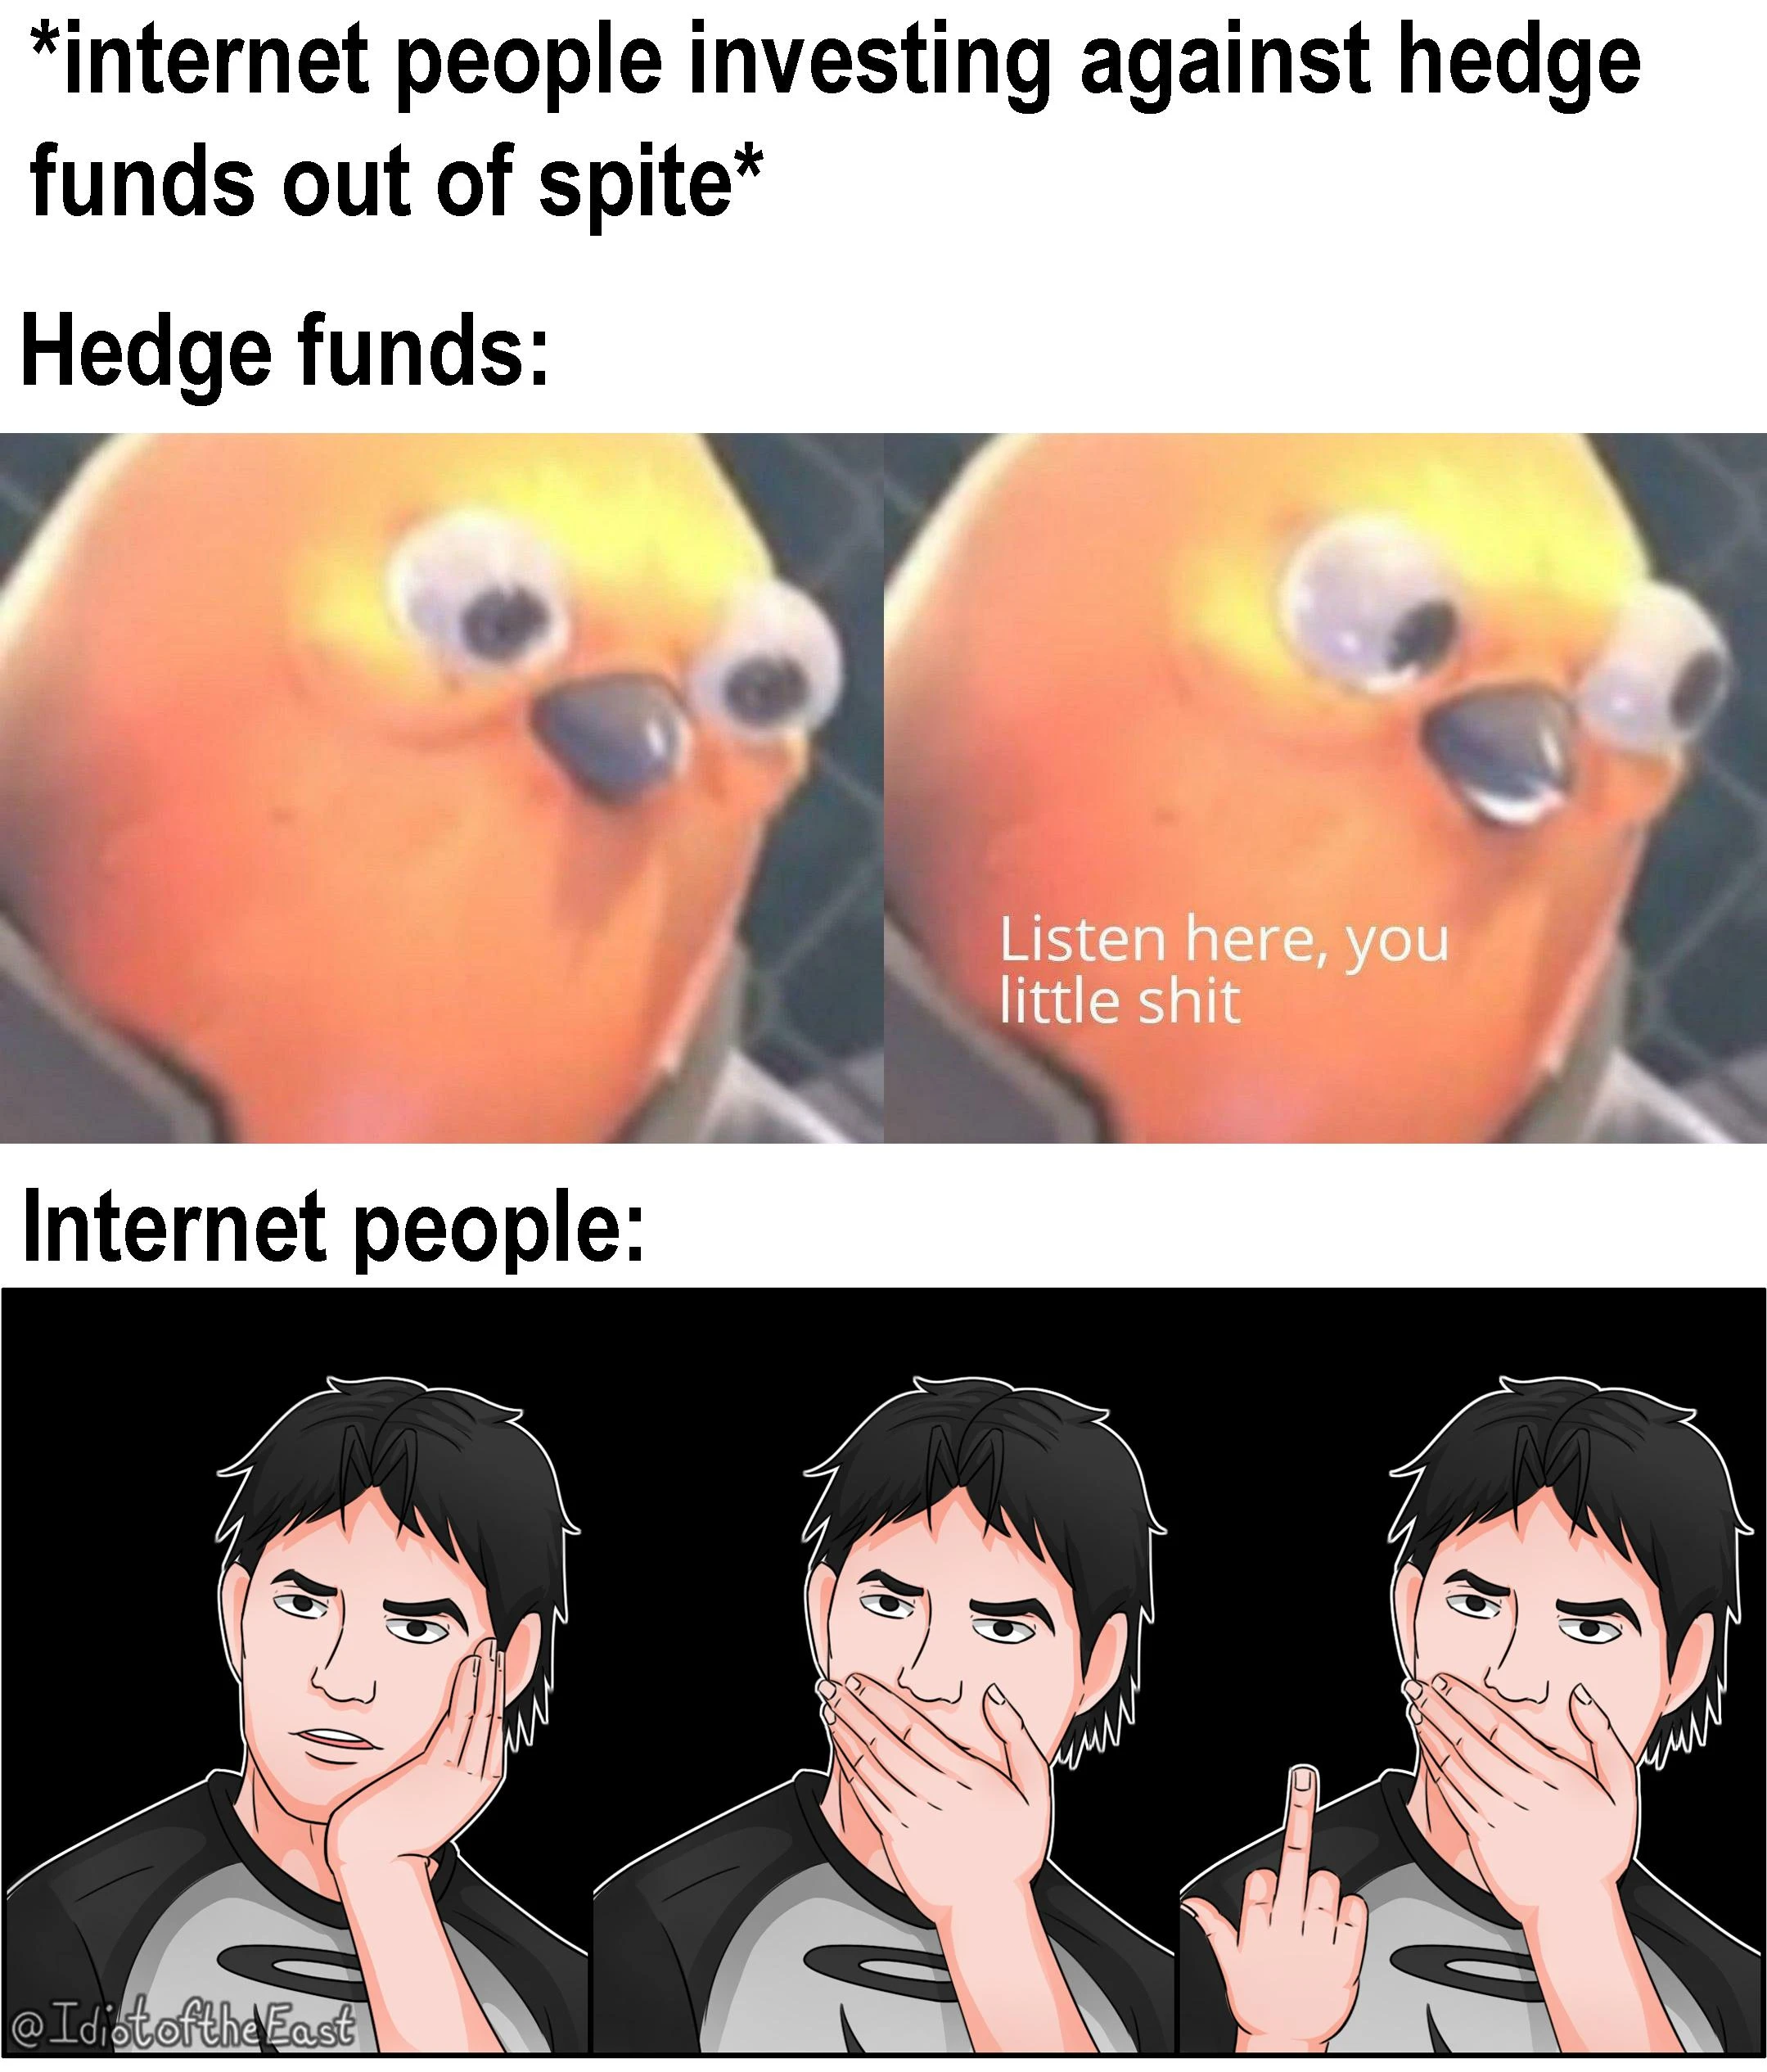 *internet people investing against hedge
funds out of spite*
Hedge funds:
Listen here, you
little shit
Internet people:
@IdiotoftheEast